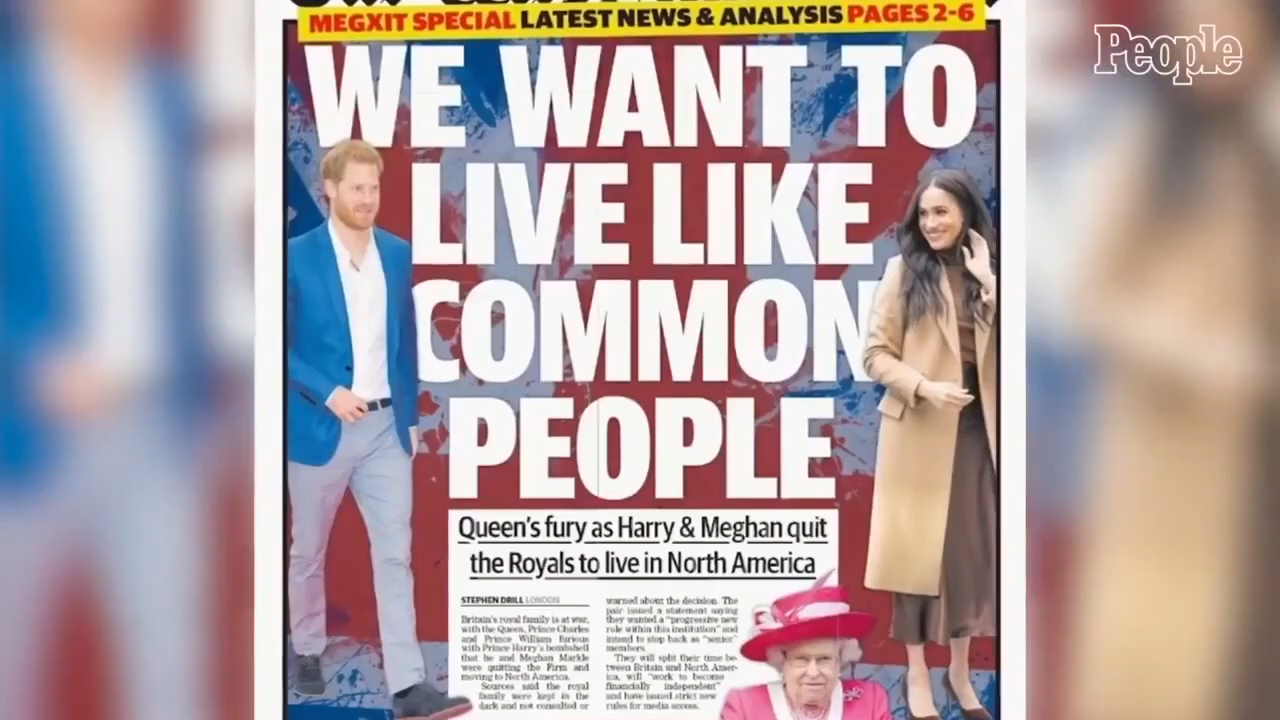 MEGXIT SPECIAL LATEST NEWS & ANALYSIS PAGES 2-6
People
WE WANT TO
LIVE LIKE
COMMON
PEOPLE
Queen's fury as Harry & Meghan quit
the Royals to live in North America
STEPHEN DRILL LONDON
Britain's royal family is at war,
with the Queen, Prince Charles
and Prince William furious
with Prince Harry's bombshell
that he and Meghan Markle
were quitting the Firm and
moving to North America.
Sources said the royal
family were kept in the
dark and not consulted or
warned about the decision. The
pair issued a statement saying
they wanted a "progressive new
role within this institution" and
intend to step back as "senior"
members.
They will split their time be-
tween Britain and North Amer-
ica, will "work to become
financially independent"
and have issued strict new
rules for media access.